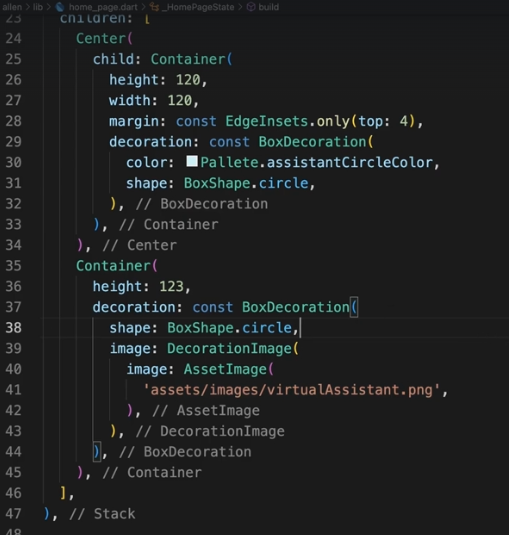 allen > lib > home_page.dart > _HomePageState > build
23 children: [
24 Center(
25 child: Container(
26 height: 120,
27 width: 120,
28 margin: const EdgeInsets.only(top: 4),
29 decoration: const BoxDecoration(
30 color: Pallete.assistantCircleColor,
31 shape: BoxShape.circle,
32 ), // BoxDecoration
33 ), // Container
34 ), // Center
35 Container(
36 height: 123,
37 decoration: const BoxDecoration(
38 shape: BoxShape.circle,
39 image: DecorationImage(
40 image: AssetImage(
41 'assets/images/virtualAssistant.png',
42 ), // AssetImage
43 ), // DecorationImage
44 ), // BoxDecoration
45 ), // Container
46 ],
47 ), // Stack
48